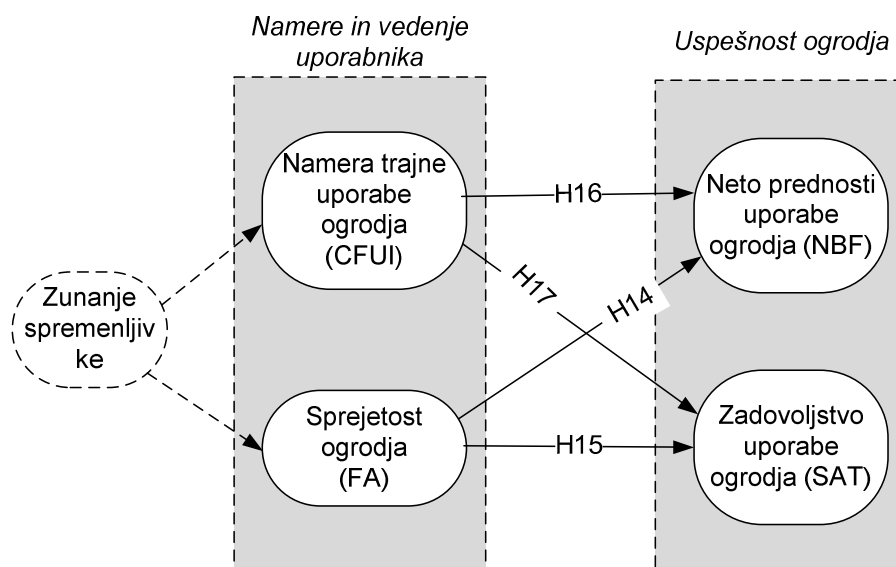 Namere in vedenje
uporabnika
Uspešnost ogrodja
Namera trajne
uporabe
ogrodja
(CFUI)
H16
Neto prednosti
uporabe
ogrodja (NBF)
H17
H14
Zunanje
spremenljiv
ke
Sprejetost
ogrodja
(FA)
H15
Zadovoljstvo
uporabe
ogrodja (SAT)